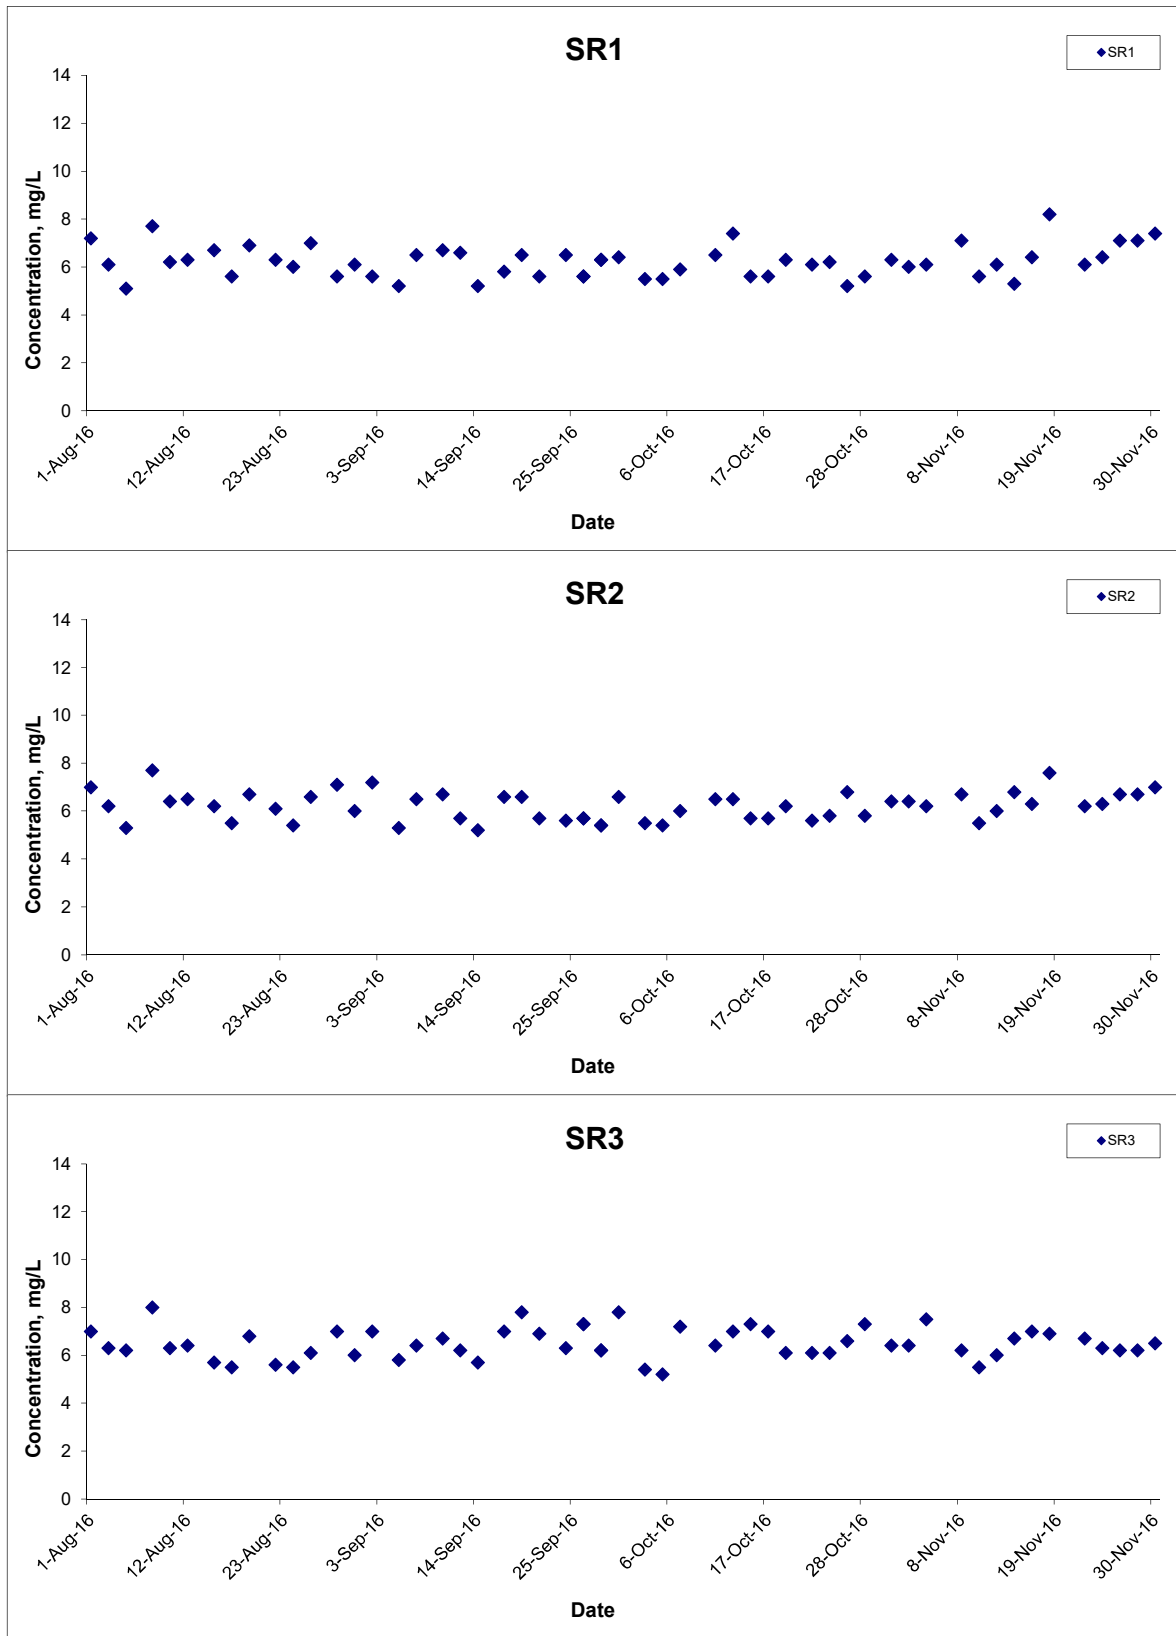 SR1
SR1
14
12
10
8
6
4
2
0
Concentration, mg/L
1-Aug-16
12-Aug-16
23-Aug-16
3-Sep-16
14-Sep-16
25-Sep-16
6-Oct-16
17-Oct-16
28-Oct-16
8-Nov-16
19-Nov-16
30-Nov-16
Date
SR2
SR2
14
12
10
8
6
4
2
0
Concentration, mg/L
1-Aug-16
12-Aug-16
23-Aug-16
3-Sep-16
14-Sep-16
25-Sep-16
6-Oct-16
17-Oct-16
28-Oct-16
8-Nov-16
19-Nov-16
30-Nov-16
Date
SR3
SR3
14
12
10
8
6
4
2
0
Concentration, mg/L
1-Aug-16
12-Aug-16
23-Aug-16
3-Sep-16
14-Sep-16
25-Sep-16
6-Oct-16
17-Oct-16
28-Oct-16
8-Nov-16
19-Nov-16
30-Nov-16
Date